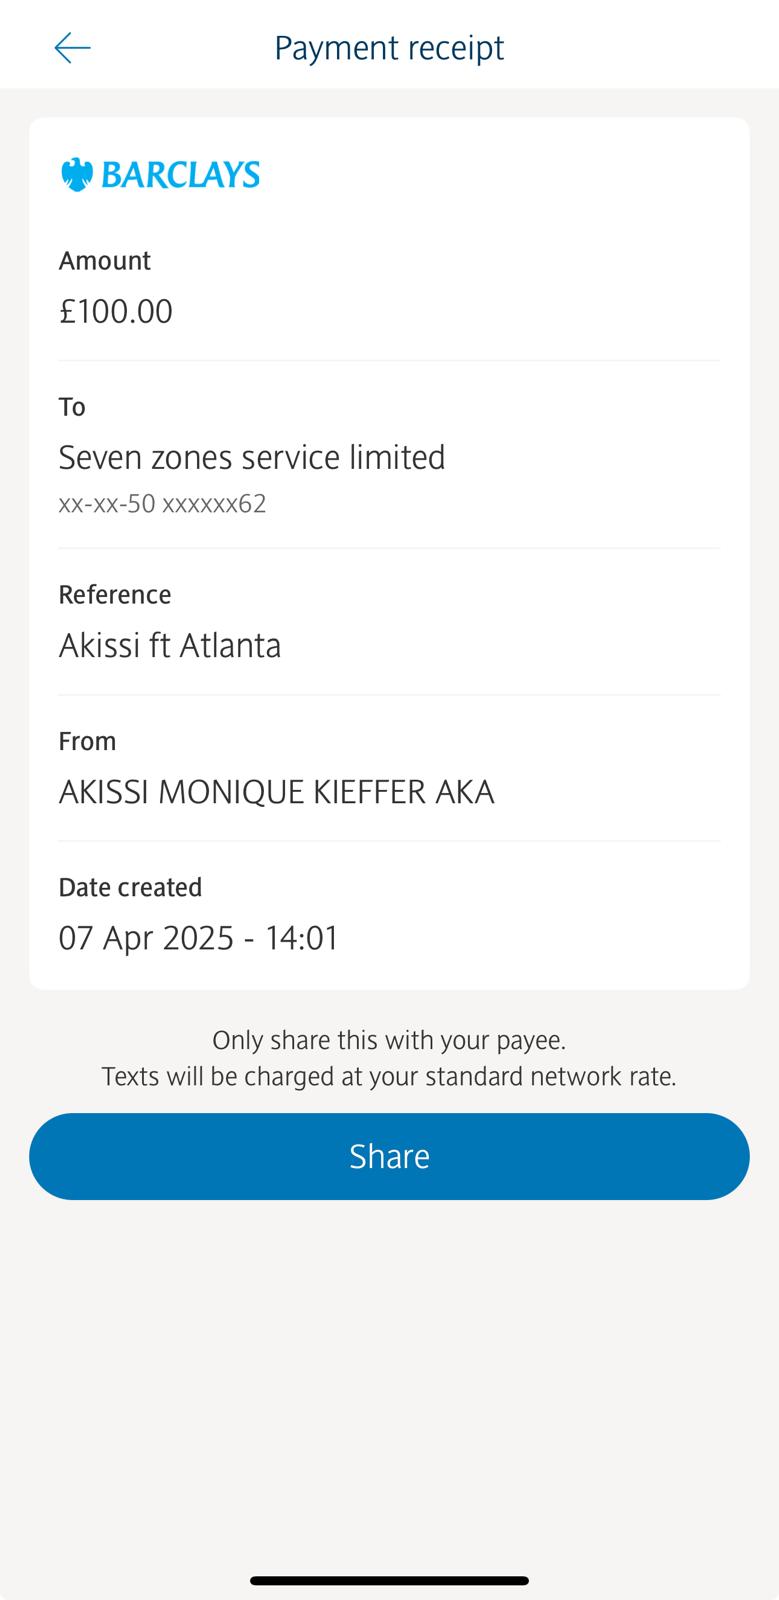 Payment receipt
BARCLAYS
Amount
£100.00
To
Seven zones service limited
xx-xx-50 xxxxxx62
Reference
Akissi ft Atlanta
From
AKISSI MONIQUE KIEFFER AKA
Date created
07 Apr 2025 - 14:01
Only share this with your payee.
Texts will be charged at your standard network rate.
Share